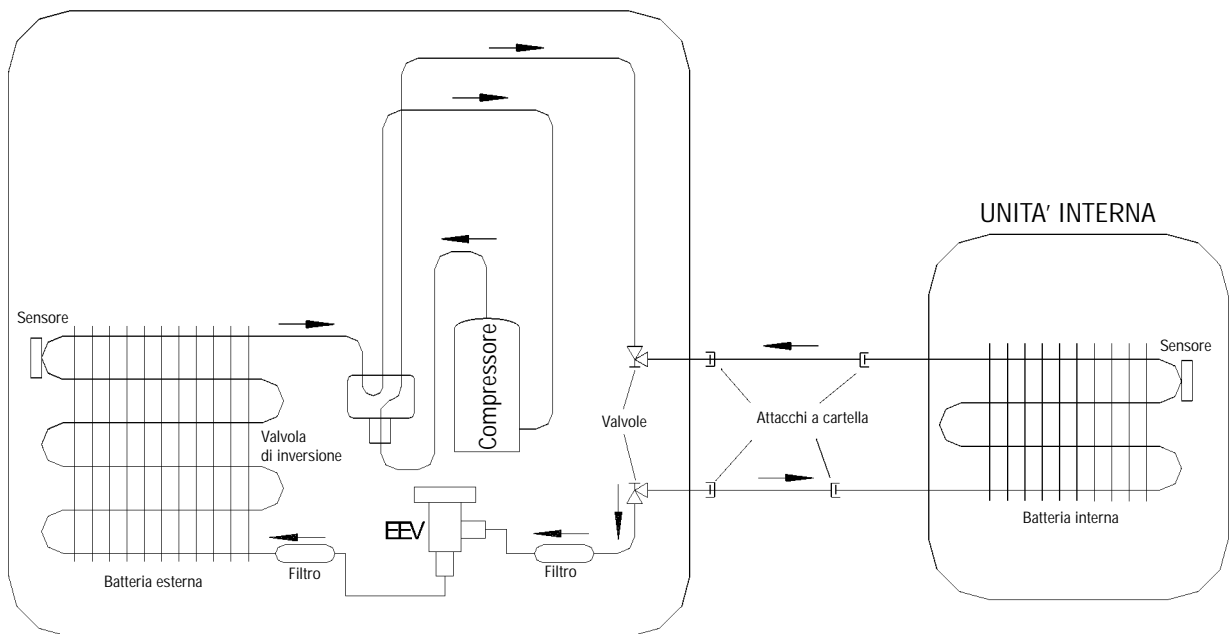 UNITA' INTERNA
Sensore
Sensore
Compressore
Valvola
di inversione
Valvole
Attacchi a cartella
EEV
Batteria interna
Batteria esterna
Filtro
Filtro